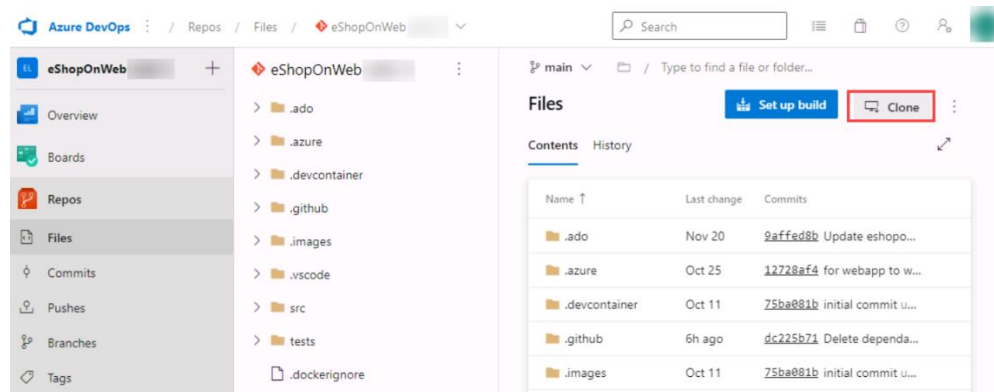 Azure DevOps / Repos / Files / eShopOnWeb
Search
EL eShopOnWeb
Overview
Boards
Repos
Files
Commits
Pushes
Branches
Tags
eShopOnWeb
.ado
.azure
.devcontainer
.github
.images
.vscode
src
tests
.dockerignore
main / Type to find a file or folder...
Files Set up build Clone
Contents History
Name ↑ Last change Commits
.ado Nov 20 9affed8b Update eshopo...
.azure Oct 25 12728af4 for webapp to w...
.devcontainer Oct 11 75ba081b initial commit u...
.github 6h ago dc225b71 Delete dependa...
.images Oct 11 75ba081b initial commit u...